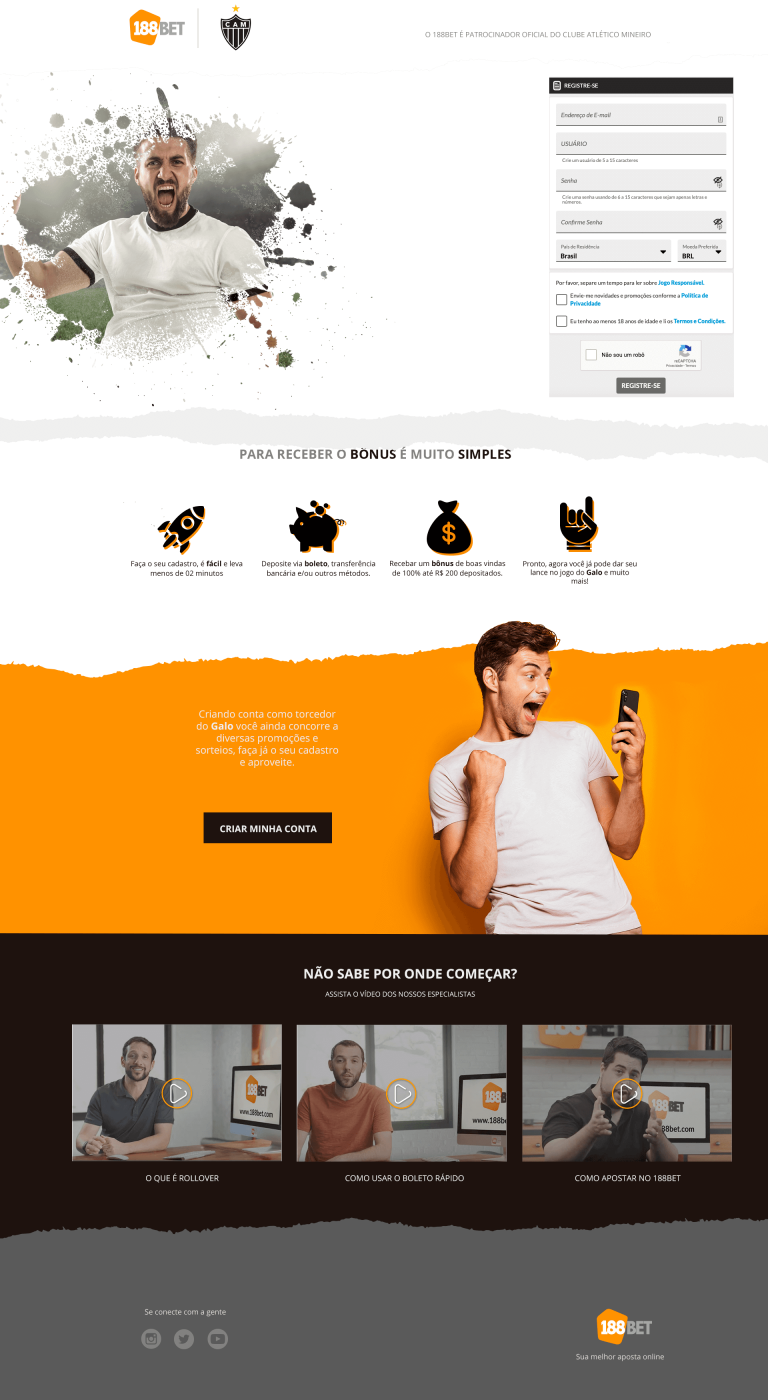 188BET
CAM
O 188BET É PATROCINADOR OFICIAL DO CLUBE ATLÉTICO MINEIRO
REGISTRE-SE
Endereço de E-mail
USUÁRIO
Crie um usuário de 5 a 15 caracteres
Senha
Crie uma senha usando de 6 a 15 caracteres que sejam apenas letras e
números.
Confirme Senha
País de Residência
Brasil
Moeda Preferida
BRL
Por favor, separe um tempo para ler sobre Jogo Responsável.
Envie-me novidades e promoções conforme a Política de
Privacidade
Eu tenho ao menos 18 anos de idade e li os Termos e Condições.
Não sou um robô
reCAPTCHA
Privacidade - Termos
REGISTRE-SE
PARA RECEBER O BÔNUS É MUITO SIMPLES
Faça o seu cadastro, é fácil e leva
menos de 02 minutos
Deposite via boleto, transferência
bancária e/ou outros métodos.
$
Recebar um bônus de boas vindas
de 100% até R$ 200 depositados.
Pronto, agora você já pode dar seu
lance no jogo do Galo e muito
mais!
Criando conta como torcedor
do Galo você ainda concorre a
diversas promoções e
sorteios, faça já o seu cadastro
e aproveite.
CRIAR MINHA CONTA
NÃO SABE POR ONDE COMEÇAR?
ASSISTA O VÍDEO DOS NOSSOS ESPECIALISTAS
188BET
www.188bet.com
188B
www.188b
188BET
88bet.com
O QUE É ROLLOVER
COMO USAR O BOLETO RÁPIDO
COMO APOSTAR NO 188BET
Se conecte com a gente
188BET
Sua melhor aposta online